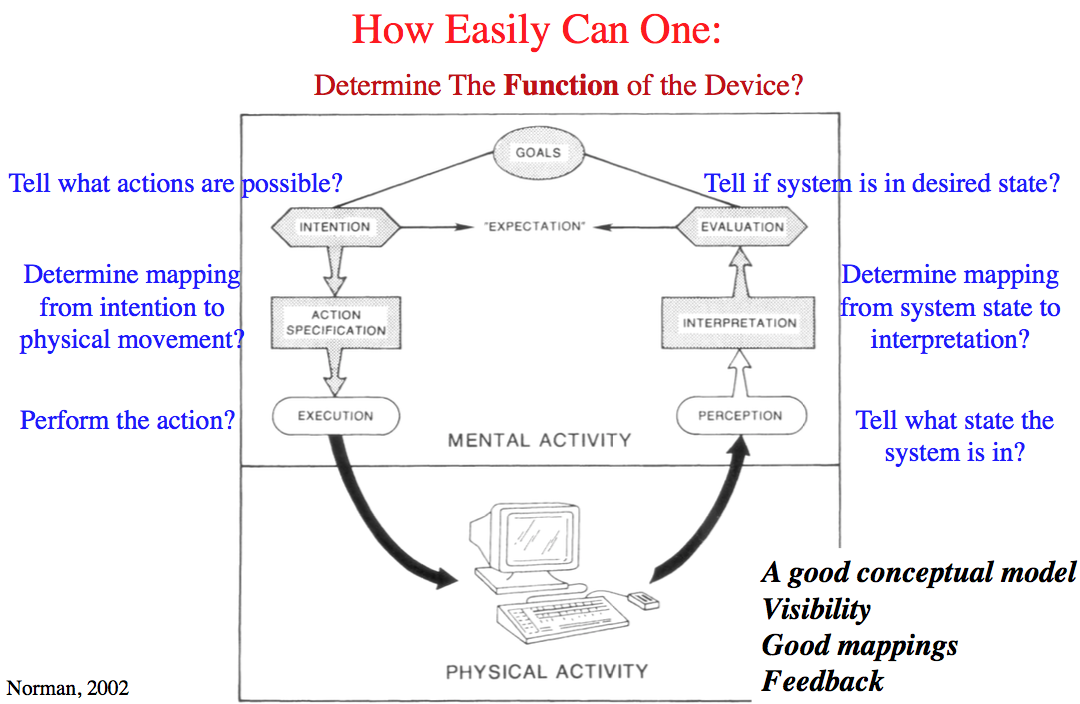 How Easily Can One:
Determine The Function of the Device?
GOALS
Tell what actions are possible?
Tell if system is in desired state?
INTENTION
"EXPECTATION"
EVALUATION
Determine mapping
from intention to
physical movement?
ACTION
SPECIFICATION
INTERPRETATION
Determine mapping
from system state to
interpretation?
Perform the action?
EXECUTION
PERCEPTION
Tell what state the
system is in?
MENTAL ACTIVITY
A good conceptual model
Visibility
Good mappings
Feedback
PHYSICAL ACTIVITY
Norman, 2002